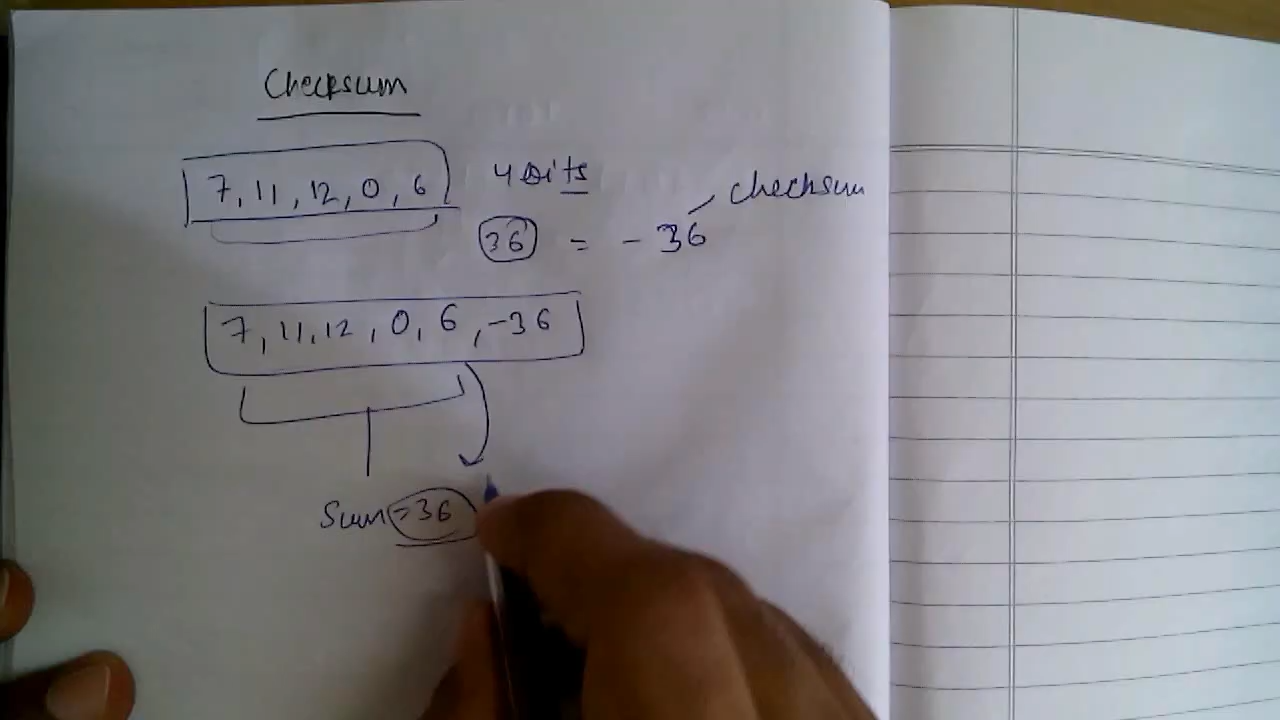 Checksum
7, 11, 12, 0, 6 4 bits
checksum
36 = - 36
7, 11, 12, 0, 6, -36
Sum = 36